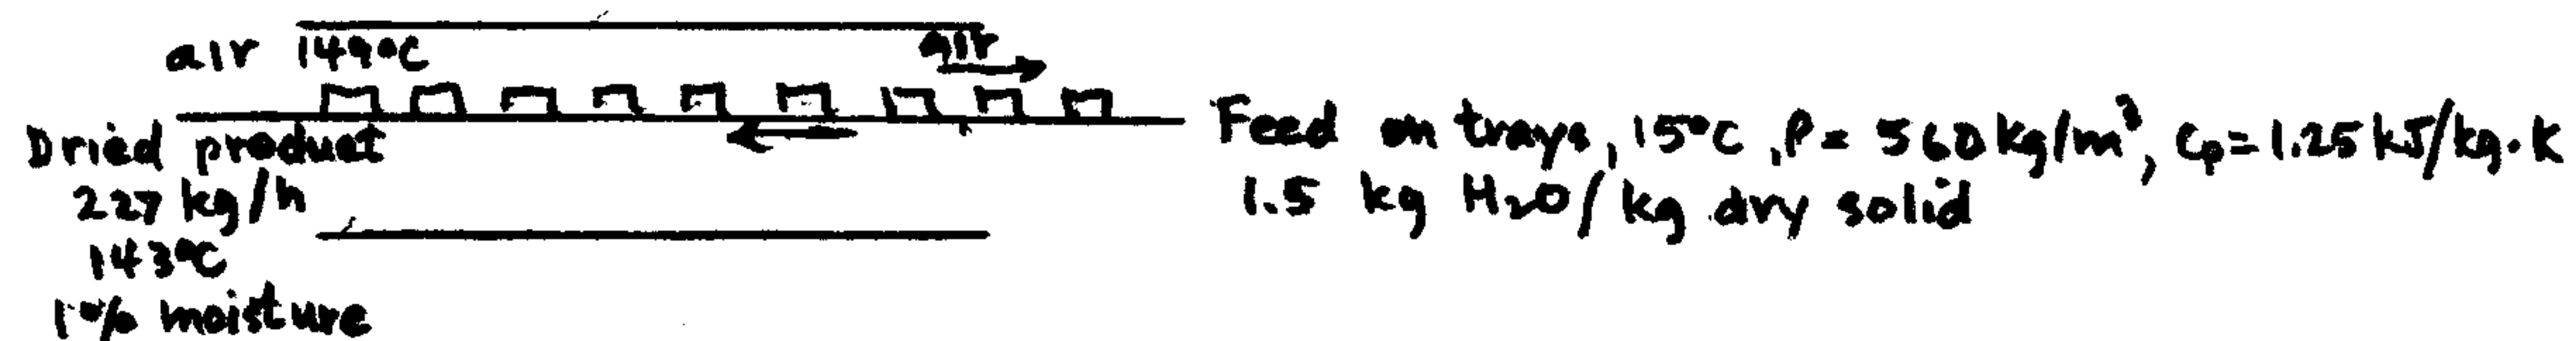 air 149°C
air
Feed on trays, 15°C, ρ = 560 kg/m³, Cp = 1.25 kJ/kg·K
1.5 kg H₂O/kg dry solid
Dried product
227 kg/h
143°C
1% moisture